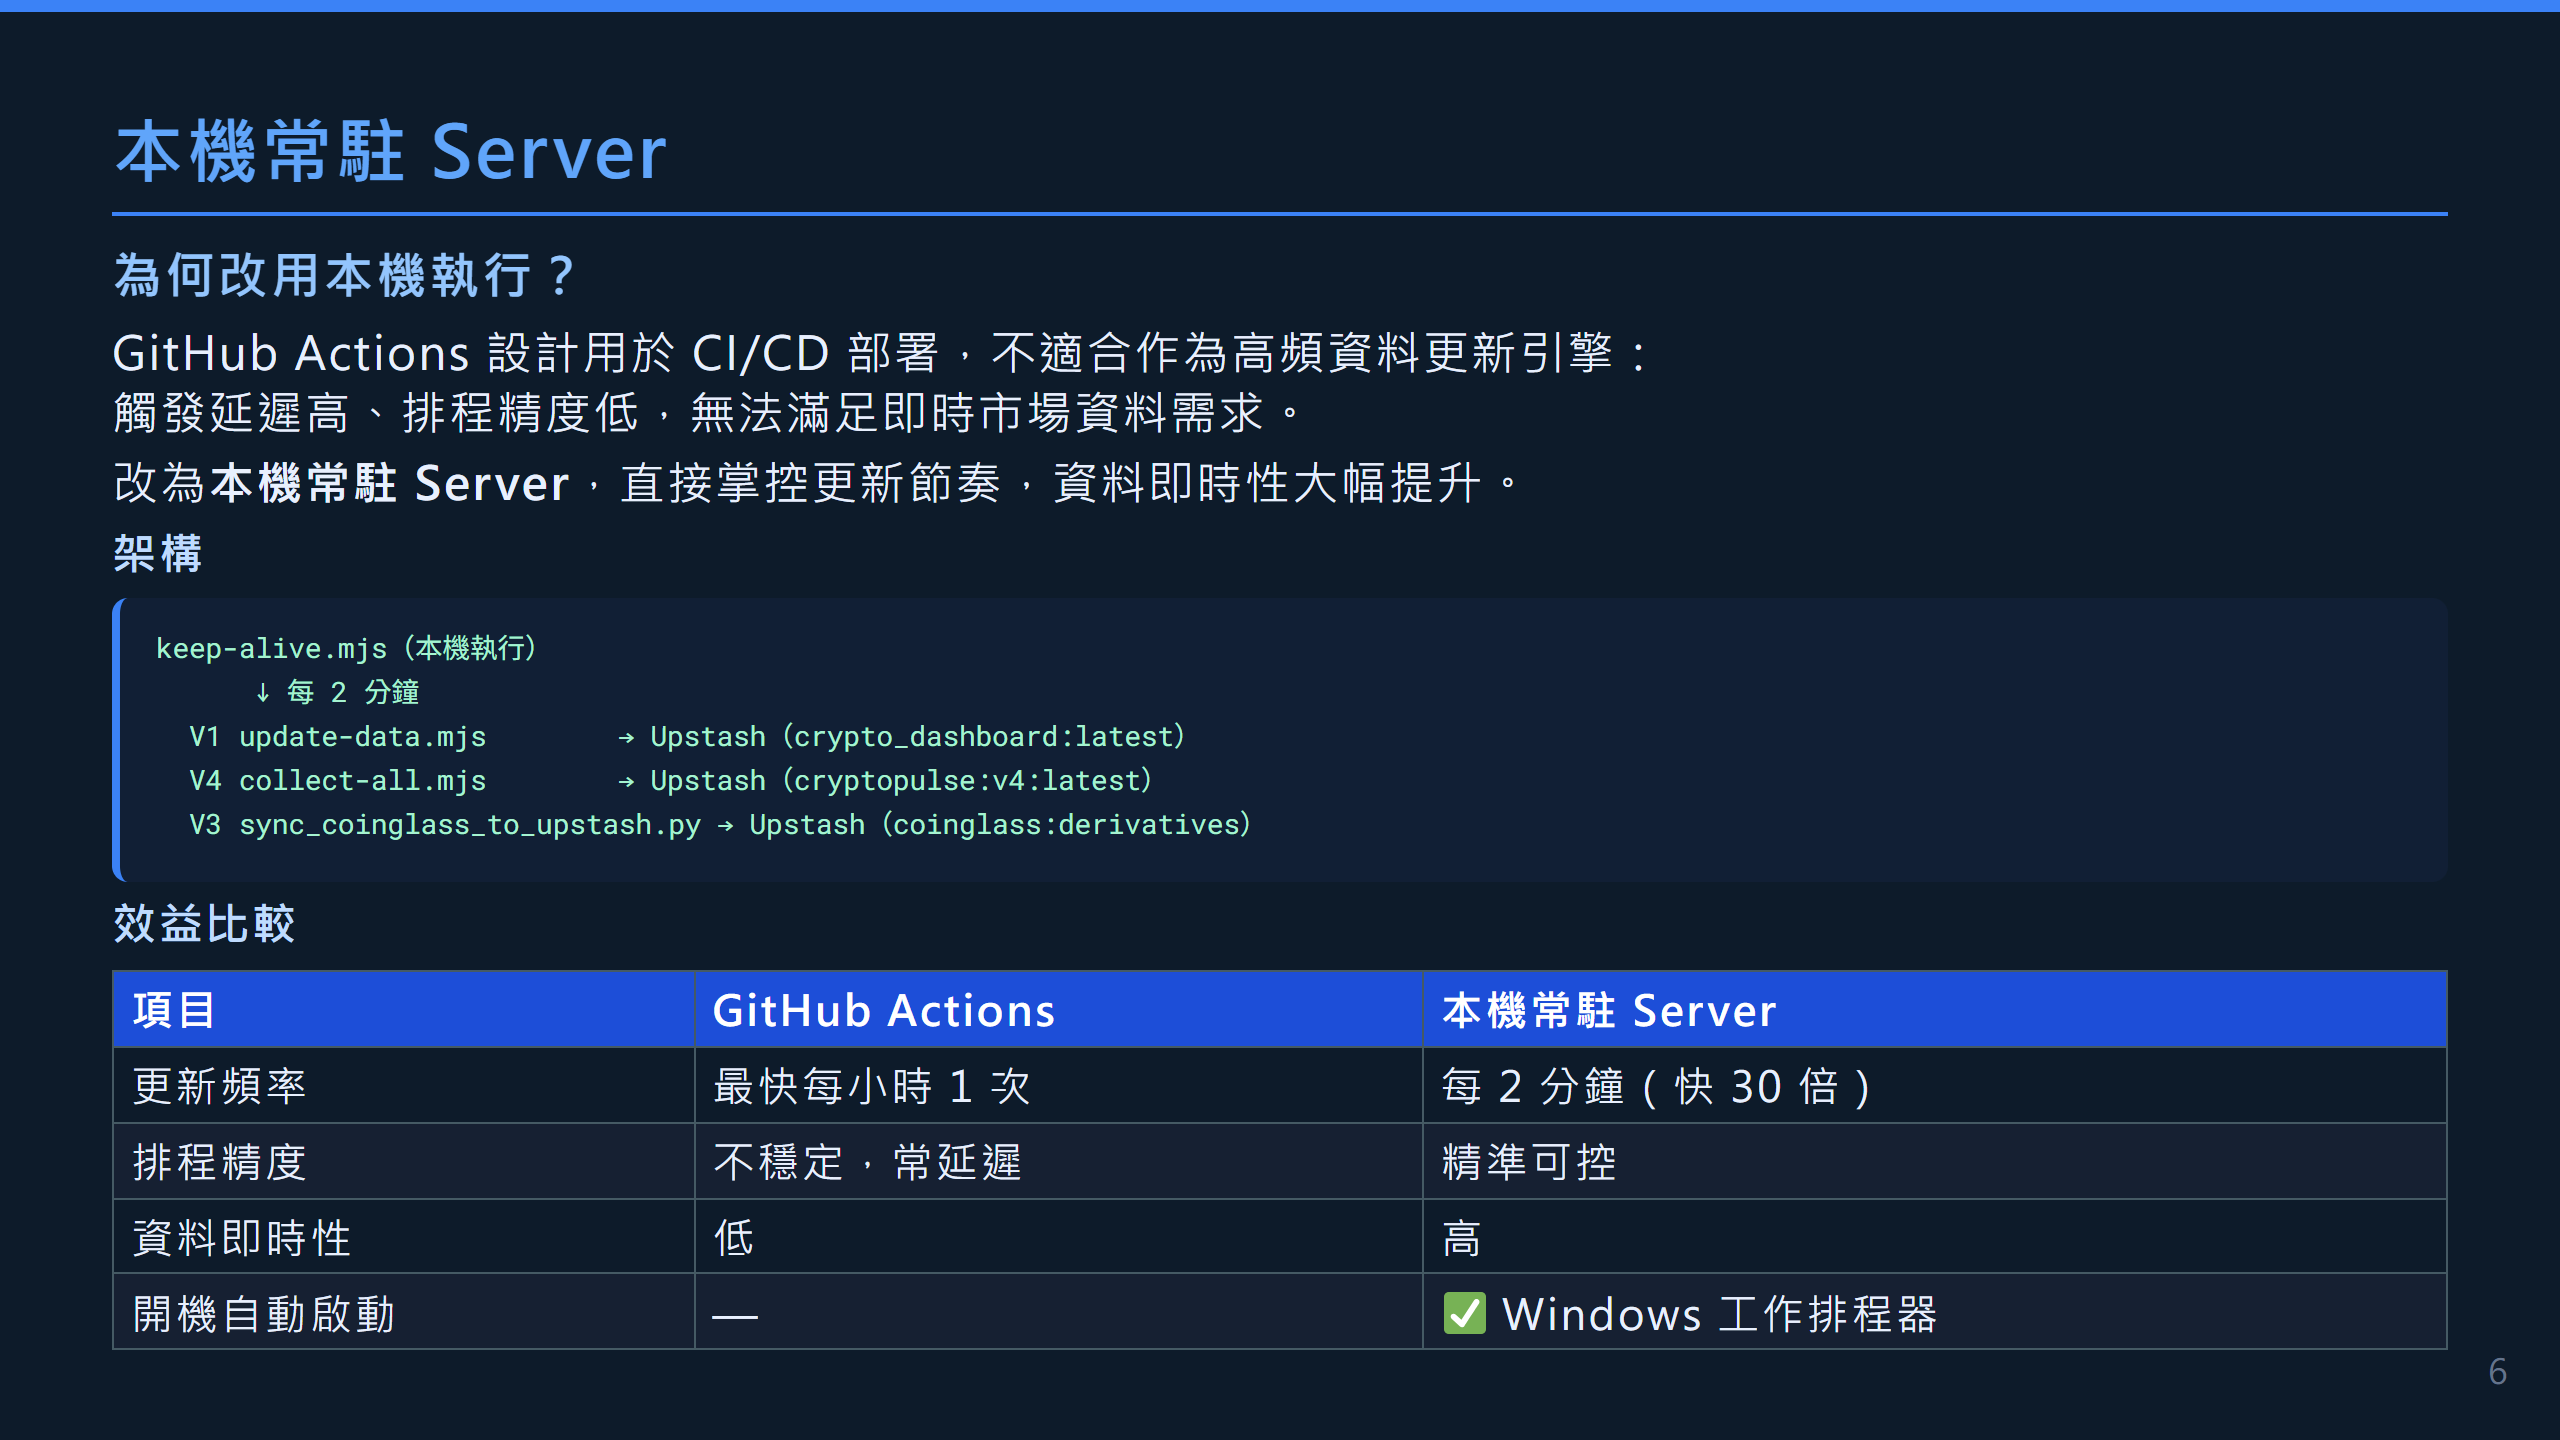 本機常駐 Server
為何改用本機執行？
GitHub Actions 設計用於 CI/CD 部署，不適合作為高頻資料更新引擎：
觸發延遲高、排程精度低，無法滿足即時市場資料需求。
改為本機常駐 Server，直接掌控更新節奏，資料即時性大幅提升。
架構
keep-alive.mjs（本機執行）
↓ 每 2 分鐘
V1 update-data.mjs → Upstash（crypto_dashboard:latest）
V4 collect-all.mjs → Upstash（cryptopulse:v4:latest）
V3 sync_coinglass_to_upstash.py → Upstash（coinglass:derivatives）
效益比較
項目 GitHub Actions 本機常駐 Server
更新頻率 最快每小時 1 次 每 2 分鐘（快 30 倍）
排程精度 不穩定，常延遲 精準可控
資料即時性 低 高
開機自動啟動 — ✅ Windows 工作排程器
6